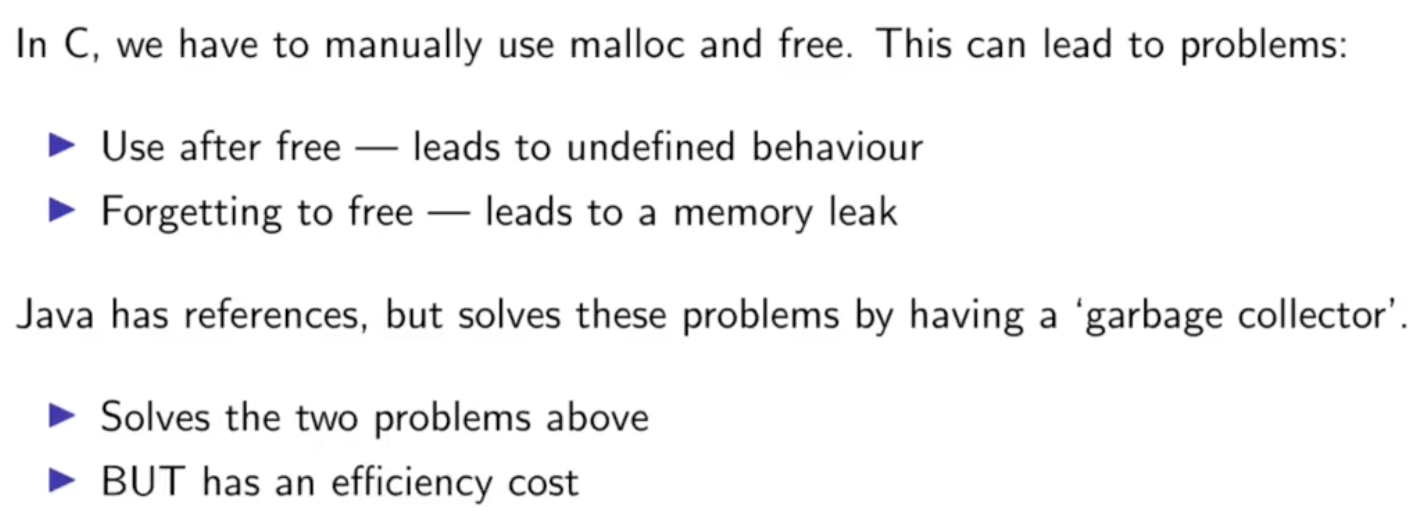 In C, we have to manually use malloc and free. This can lead to problems:
▶ Use after free — leads to undefined behaviour
▶ Forgetting to free — leads to a memory leak
Java has references, but solves these problems by having a ‘garbage collector’.
▶ Solves the two problems above
▶ BUT has an efficiency cost